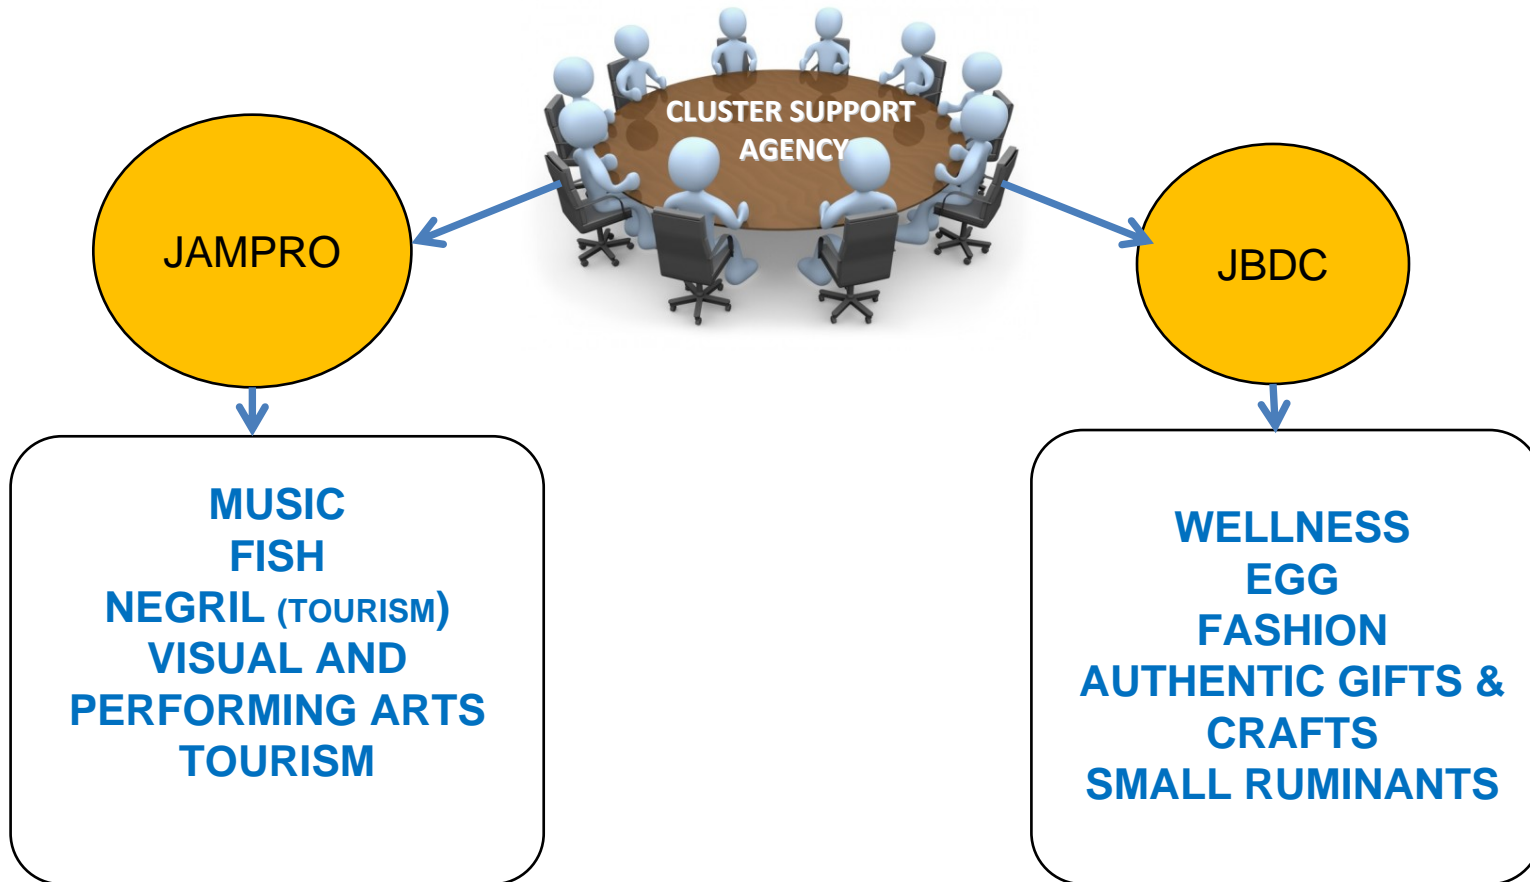 CLUSTER SUPPORT
AGENCY
JAMPRO
JBDC
MUSIC
FISH
NEGRIL (TOURISM)
VISUAL AND
PERFORMING ARTS
TOURISM
WELLNESS
EGG
FASHION
AUTHENTIC GIFTS &
CRAFTS
SMALL RUMINANTS